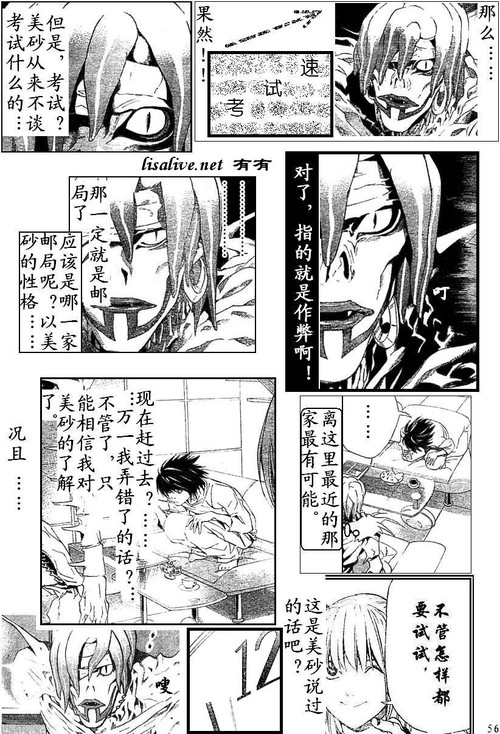 那么……
果然！！
速
试
考
但是，考试？
美砂从来不谈
考试什么的……
lisalive.net 有有
对了，指的就是作弊啊！
叮
那一定就是邮
局了
应该是哪一家
邮局呢？以美
砂的性格……
……
离这里最近的那
家最有可能。
现在赶过去？……
万一我弄错了的话？……
不管了，只
能相信我对
美砂的了解
了。
况且……
不管怎样都
要试试，
这是美砂说过
的话吧？
12
嗖
56